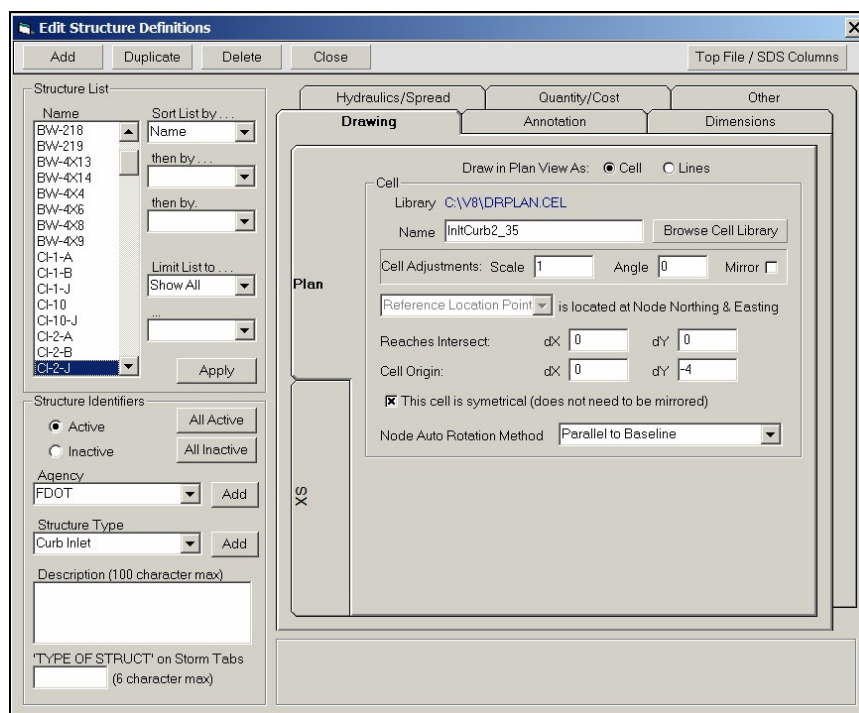 Edit Structure Definitions
Add Duplicate Delete Close Top File / SDS Columns
Structure List
Name
BW-218
BW-219
BW-4X13
BW-4X14
BW-4X4
BW-4X6
BW-4X8
BW-4X9
CI-1-A
CI-1-B
CI-1-J
CI-10
CI-10-J
CI-2-A
CI-2-B
CI-2-J
Sort List by . . .
Name
then by . . .
then by.
Limit List to . . .
Show All
...
Apply
Structure Identifiers
Active
All Active
Inactive
All Inactive
Agency
FDOT
Add
Structure Type
Curb Inlet
Add
Description (100 character max)
'TYPE OF STRUCT' on Storm Tabs
(6 character max)
Hydraulics/Spread Quantity/Cost Other
Drawing Annotation Dimensions
Plan
SX
Draw in Plan View As: Cell Lines
Cell
Library C:\V8\DRPLAN.CEL
Name InltCurb2_35 Browse Cell Library
Cell Adjustments: Scale 1 Angle 0 Mirror
Reference Location Point is located at Node Northing & Easting
Reaches Intersect: dX 0 dY 0
Cell Origin: dX 0 dY -4
This cell is symetrical (does not need to be mirrored)
Node Auto Rotation Method Parallel to Baseline